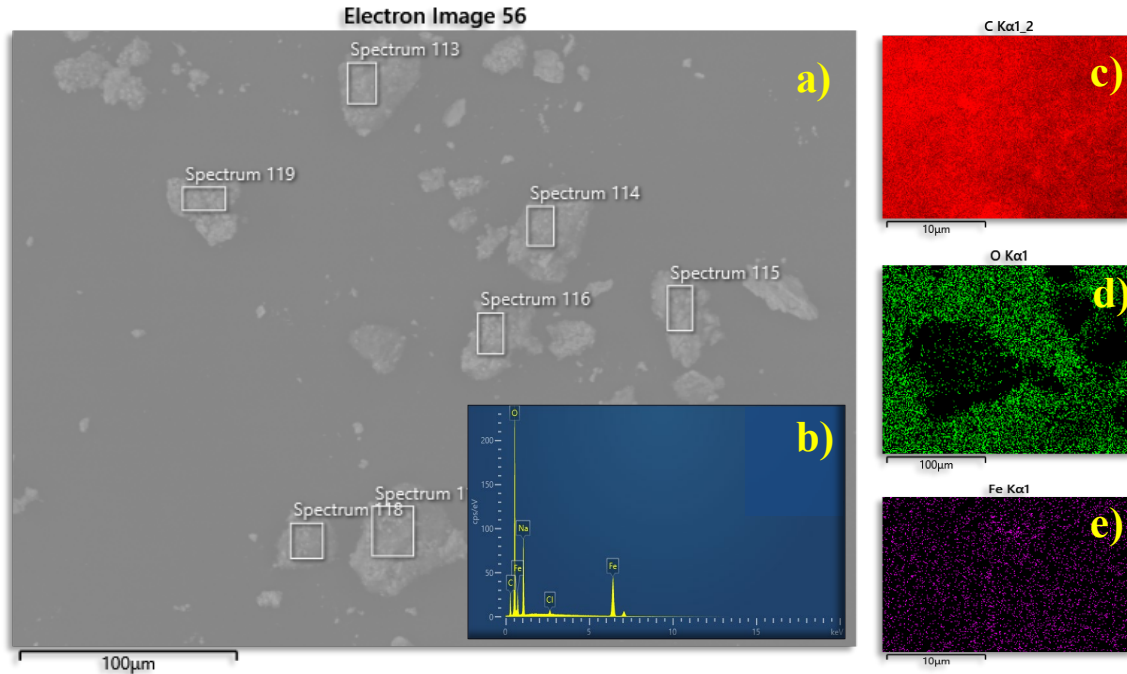 Electron Image 56
a)
Spectrum 113
Spectrum 119
Spectrum 114
Spectrum 115
Spectrum 116
Spectrum 1
Spectrum 118
100µm
b)
cps/eV
200
150
100
50
0
O
Na
Fe
C
Cl
Fe
0
5
10
15
keV
C Kα1_2
c)
10µm
O Kα1
d)
100µm
Fe Kα1
e)
10µm